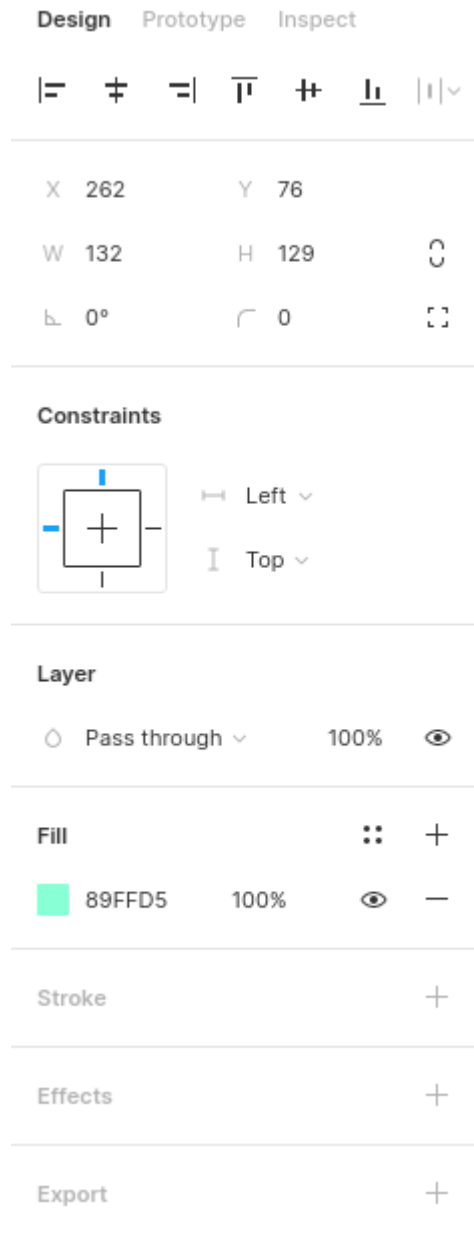 Design Prototype Inspect
X 262 Y 76
W 132 H 129
0° 0
Constraints
Left
Top
Layer
Pass through 100%
Fill
89FFD5 100%
Stroke
Effects
Export